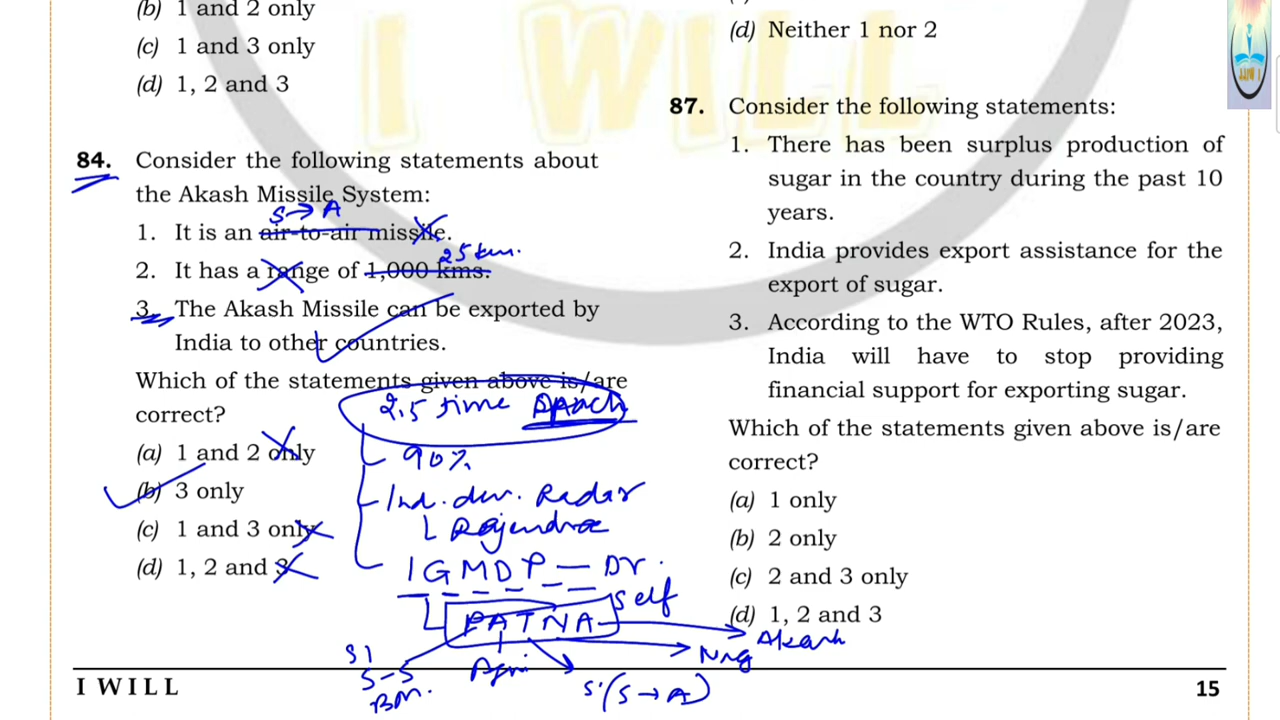 (b) 1 and 2 only
(c) 1 and 3 only
(d) 1, 2 and 3
84. Consider the following statements about
the Akash Missile System:
S→A
1. It is an air-to-air missile.
25 km.
2. It has a range of 1,000 kms.
3. The Akash Missile can be exported by
India to other countries.
Which of the statements given above is/are
correct?
2.5 time
(a) 1 and 2 only
90%
(b) 3 only
Ind. dev. Radar
(c) 1 and 3 only
Rajendra
(d) 1, 2 and 3
IGMDP – Dr.
self
PATNA
Akash
Nag
S1
S-S
BM.
Agni
S'(S→A)
(d) Neither 1 nor 2
87. Consider the following statements:
1. There has been surplus production of
sugar in the country during the past 10
years.
2. India provides export assistance for the
export of sugar.
3. According to the WTO Rules, after 2023,
India will have to stop providing
financial support for exporting sugar.
Which of the statements given above is/are
correct?
(a) 1 only
(b) 2 only
(c) 2 and 3 only
(d) 1, 2 and 3
I WILL
15
I WILL